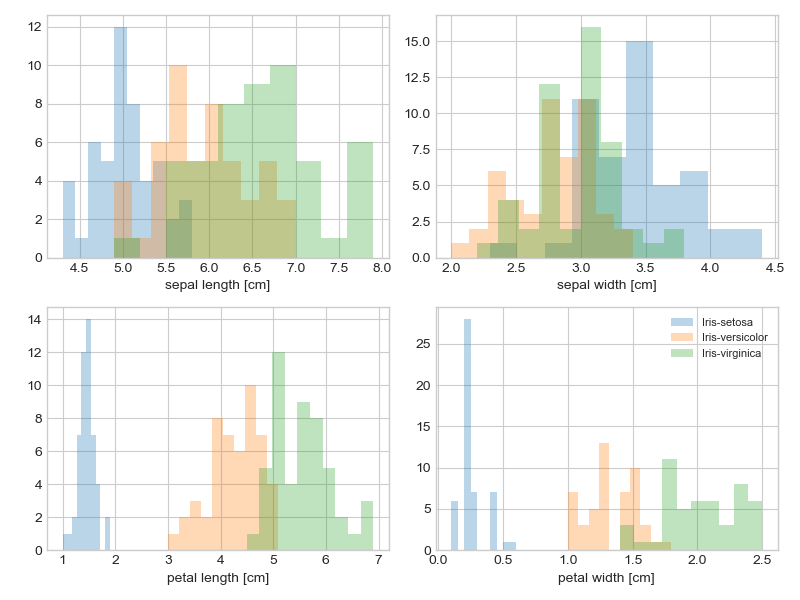 12
10
8
6
4
2
0
4.5 5.0 5.5 6.0 6.5 7.0 7.5 8.0
sepal length [cm]
15.0
12.5
10.0
7.5
5.0
2.5
0.0
2.0 2.5 3.0 3.5 4.0 4.5
sepal width [cm]
14
12
10
8
6
4
2
0
1 2 3 4 5 6 7
petal length [cm]
Iris-setosa
Iris-versicolor
Iris-virginica
25
20
15
10
5
0
0.0 0.5 1.0 1.5 2.0 2.5
petal width [cm]